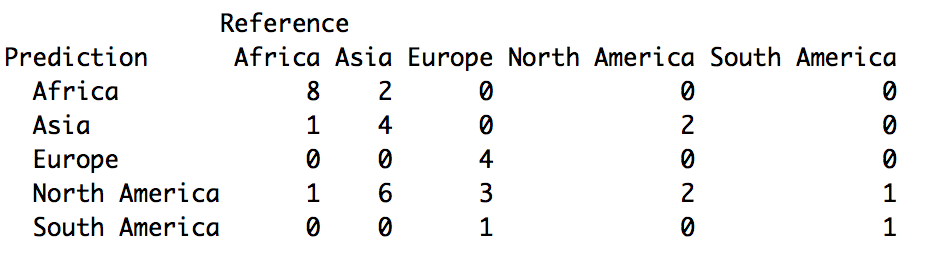 Reference
Prediction Africa Asia Europe North America South America
Africa 8 2 0 0 0
Asia 1 4 0 2 0
Europe 0 0 4 0 0
North America 1 6 3 2 1
South America 0 0 1 0 1